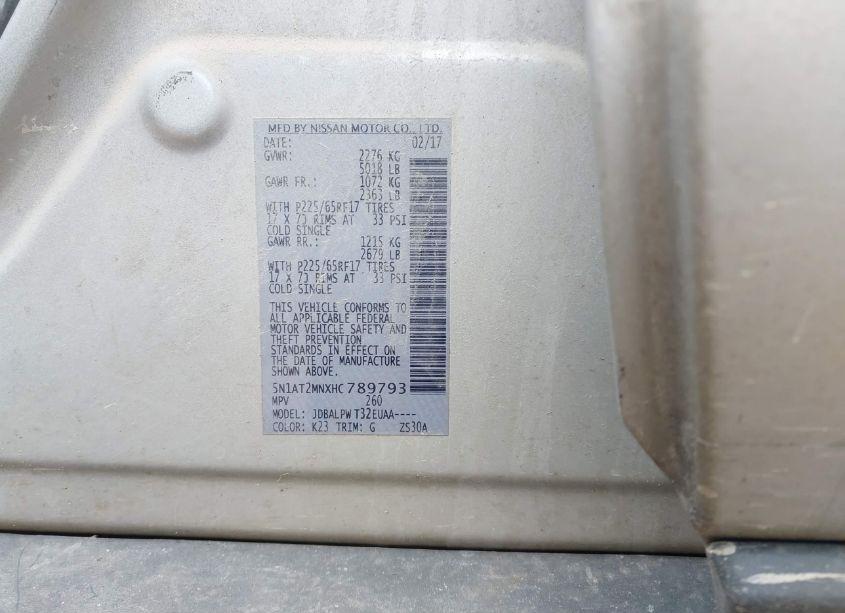 MFD BY NISSAN MOTOR CO., LTD.
DATE: 02/17
GVWR: 2276 KG
5018 LB
GAWR FR.: 1072 KG
2363 LB
WITH P225/65RF17 TIRES
17 X 7J RIMS AT 33 PSI
COLD SINGLE
GAWR RR.: 1215 KG
2679 LB
WITH P225/65RF17 TIRES
17 X 7J RIMS AT 33 PSI
COLD SINGLE
THIS VEHICLE CONFORMS TO
ALL APPLICABLE FEDERAL
MOTOR VEHICLE SAFETY AND
THEFT PREVENTION
STANDARDS IN EFFECT ON
THE DATE OF MANUFACTURE
SHOWN ABOVE.
5N1AT2MNXHC789793
MPV 260
MODEL: JDBALPWT32EUAA----
COLOR: K23 TRIM: G ZS30A